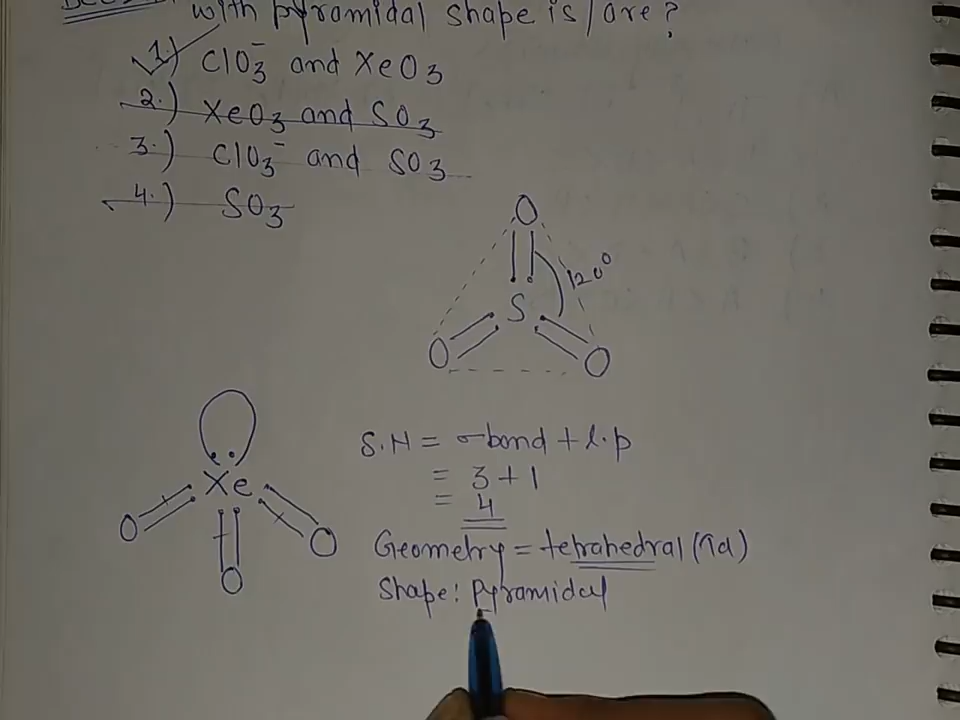 with pyramidal shape is/are?
1.) ClO3- and XeO3
2.) XeO3 and SO3
3.) ClO3- and SO3
4.) SO3
O
120°
S
O O
S.N = σ-bond + l.p
= 3 + 1
= 4
Xe
O O
O
Geometry = tetrahedral (Td)
Shape: pyramidal